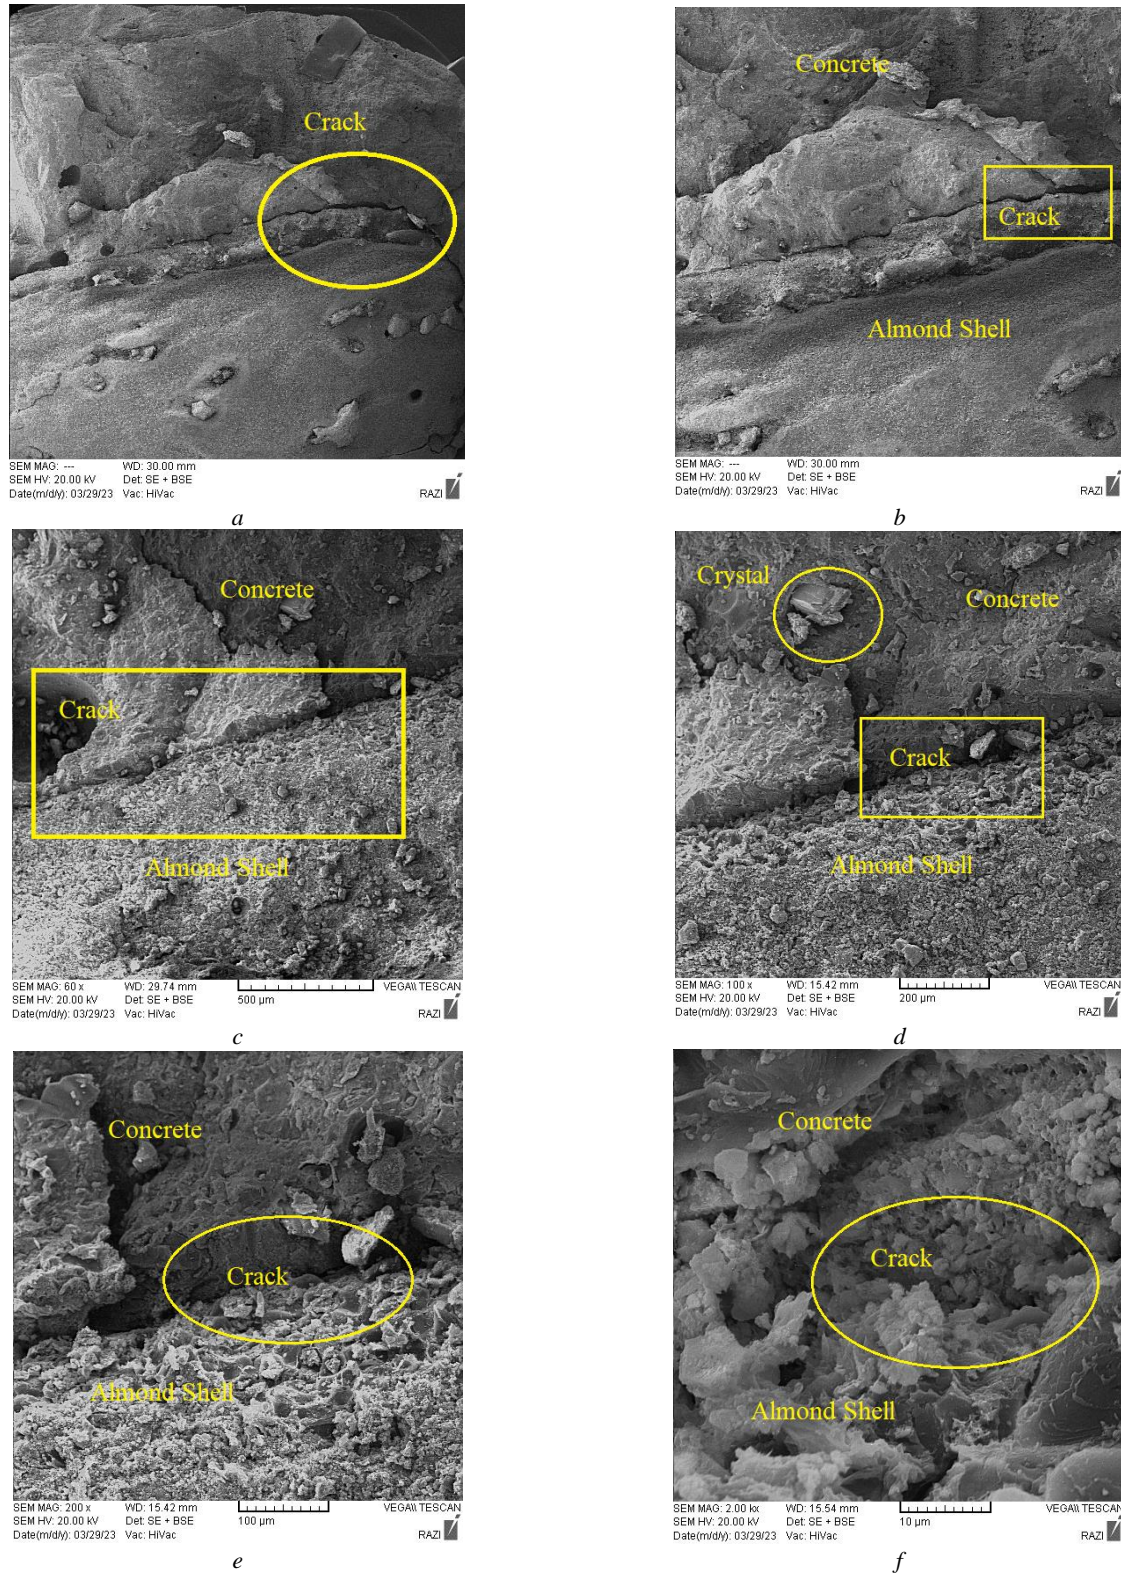 Crack
SEM MAG: --- WD: 30.00 mm
SEM HV: 20.00 kV Det: SE + BSE
Date(m/d/y): 03/29/23 Vac: HiVac RAZI
a
Concrete
Crack
Almond Shell
SEM MAG: --- WD: 30.00 mm
SEM HV: 20.00 kV Det: SE + BSE
Date(m/d/y): 03/29/23 Vac: HiVac RAZI
b
Concrete
Crack
Almond Shell
SEM MAG: 60 x WD: 29.74 mm VEGA\\ TESCAN
SEM HV: 20.00 kV Det: SE + BSE 500 µm
Date(m/d/y): 03/29/23 Vac: HiVac RAZI
c
Crystal
Concrete
Crack
Almond Shell
SEM MAG: 100 x WD: 15.42 mm VEGA\\ TESCAN
SEM HV: 20.00 kV Det: SE + BSE 200 µm
Date(m/d/y): 03/29/23 Vac: HiVac RAZI
d
Concrete
Crack
Almond Shell
SEM MAG: 200 x WD: 15.42 mm VEGA\\ TESCAN
SEM HV: 20.00 kV Det: SE + BSE 100 µm
Date(m/d/y): 03/29/23 Vac: HiVac RAZI
e
Concrete
Crack
Almond Shell
SEM MAG: 2.00 kx WD: 15.54 mm VEGA\\ TESCAN
SEM HV: 20.00 kV Det: SE + BSE 10 µm
Date(m/d/y): 03/29/23 Vac: HiVac RAZI
f